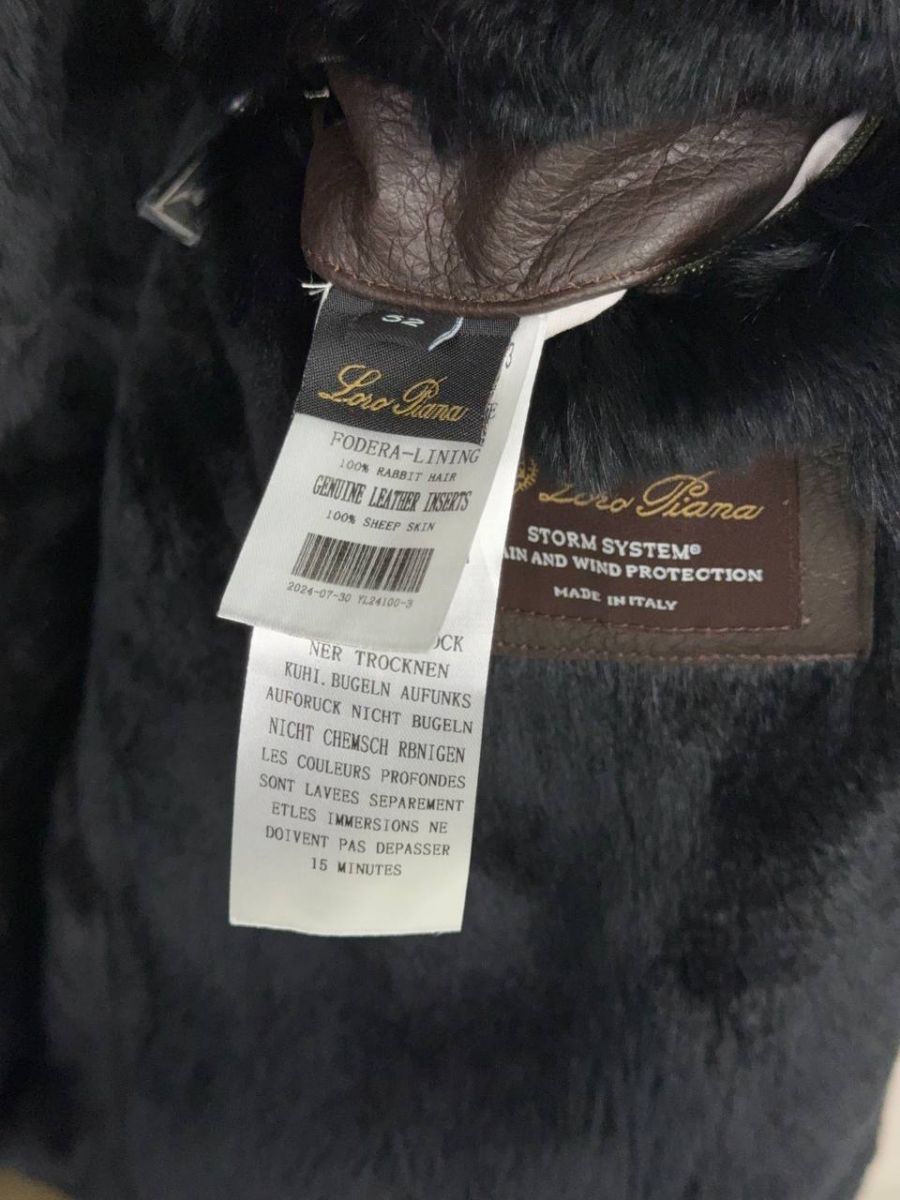 52
Loro Piana
FODERA-LINING
100% RABBIT HAIR
GENUINE LEATHER INSERTS
100% SHEEP SKIN
2024-07-30 YL24100-3
3
E
OCK
NER TROCKNEN
KUHI. BUGELN AUFUNKS
AUFORUCK NICHT BUGELN
NICHT CHEMSCH RBNIGEN
LES COULEURS PROFONDES
SONT LAVEES SEPAREMENT
ETLES IMMERSIONS NE
DOIVENT PAS DEPASSER
15 MINUTES
Loro Piana
STORM SYSTEM®
AIN AND WIND PROTECTION
MADE IN ITALY